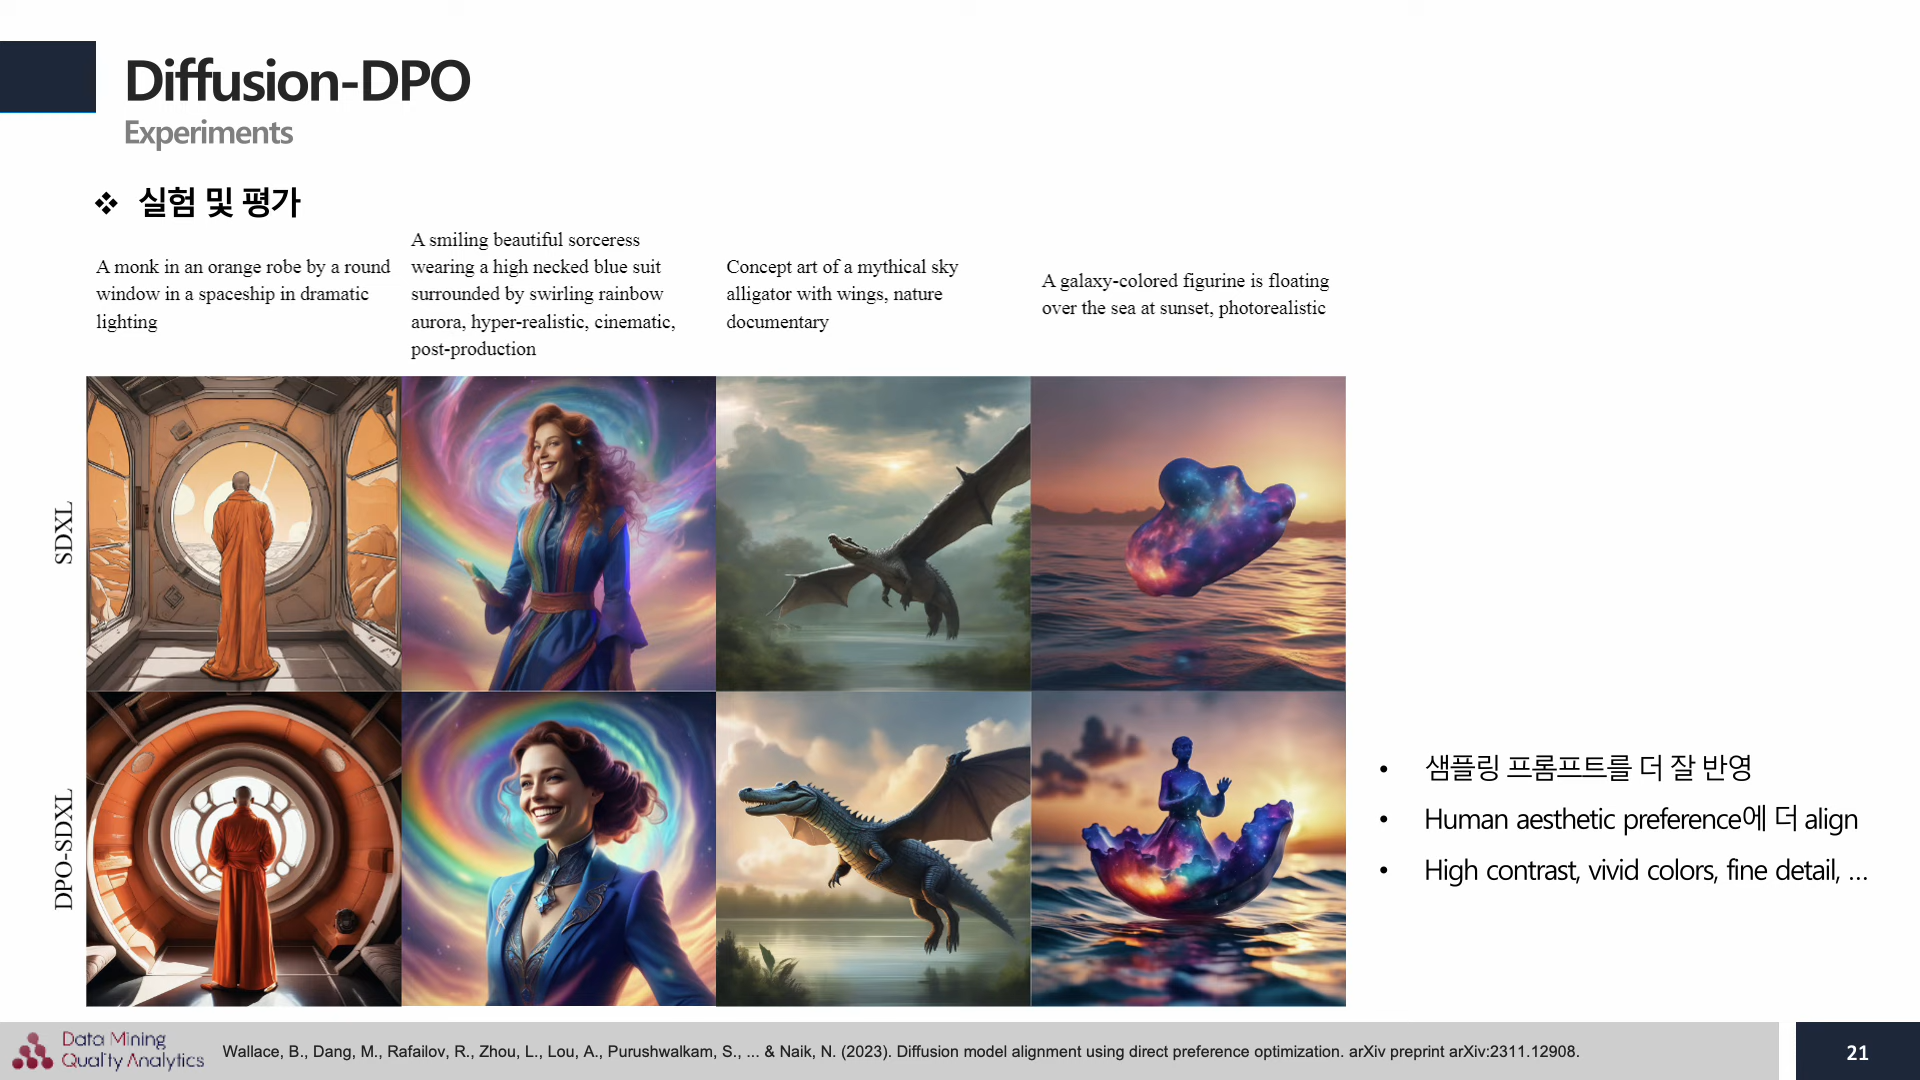 Diffusion-DPO
Experiments
❖ 실험 및 평가
A monk in an orange robe by a round
window in a spaceship in dramatic
lighting
A smiling beautiful sorceress
wearing a high necked blue suit
surrounded by swirling rainbow
aurora, hyper-realistic, cinematic,
post-production
Concept art of a mythical sky
alligator with wings, nature
documentary
A galaxy-colored figurine is floating
over the sea at sunset, photorealistic
SDXL
DPO-SDXL
• 샘플링 프롬프트를 더 잘 반영
• Human aesthetic preference에 더 align
• High contrast, vivid colors, fine detail, ...
Data Mining
Quality Analytics
Wallace, B., Dang, M., Rafailov, R., Zhou, L., Lou, A., Purushwalkam, S., ... & Naik, N. (2023). Diffusion model alignment using direct preference optimization. arXiv preprint arXiv:2311.12908.
21